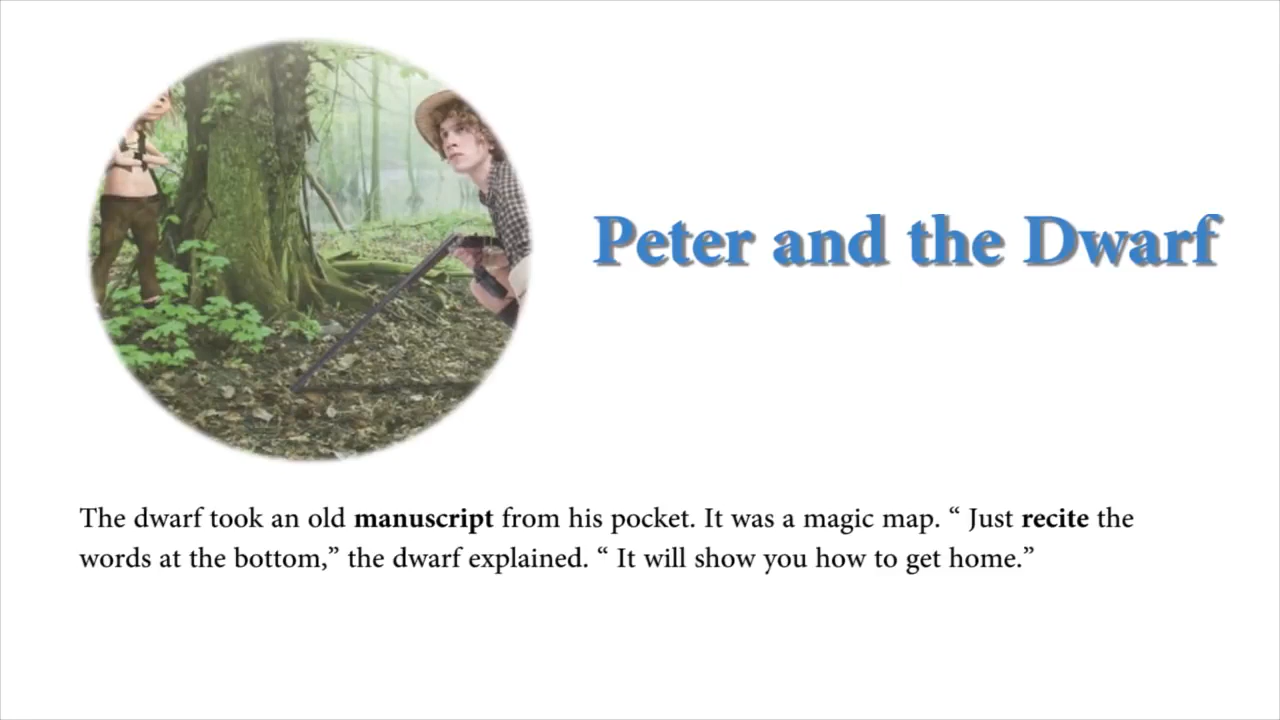 Peter and the Dwarf
The dwarf took an old manuscript from his pocket. It was a magic map. “ Just recite the
words at the bottom,” the dwarf explained. “ It will show you how to get home.”